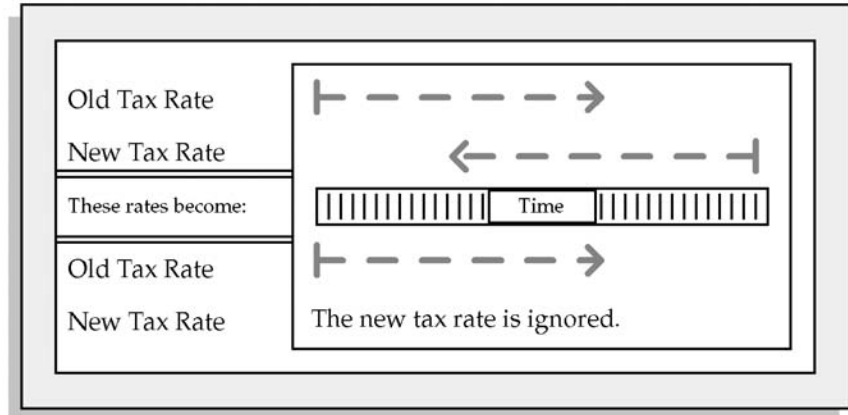 Old Tax Rate
New Tax Rate
These rates become:
Time
Old Tax Rate
New Tax Rate
The new tax rate is ignored.